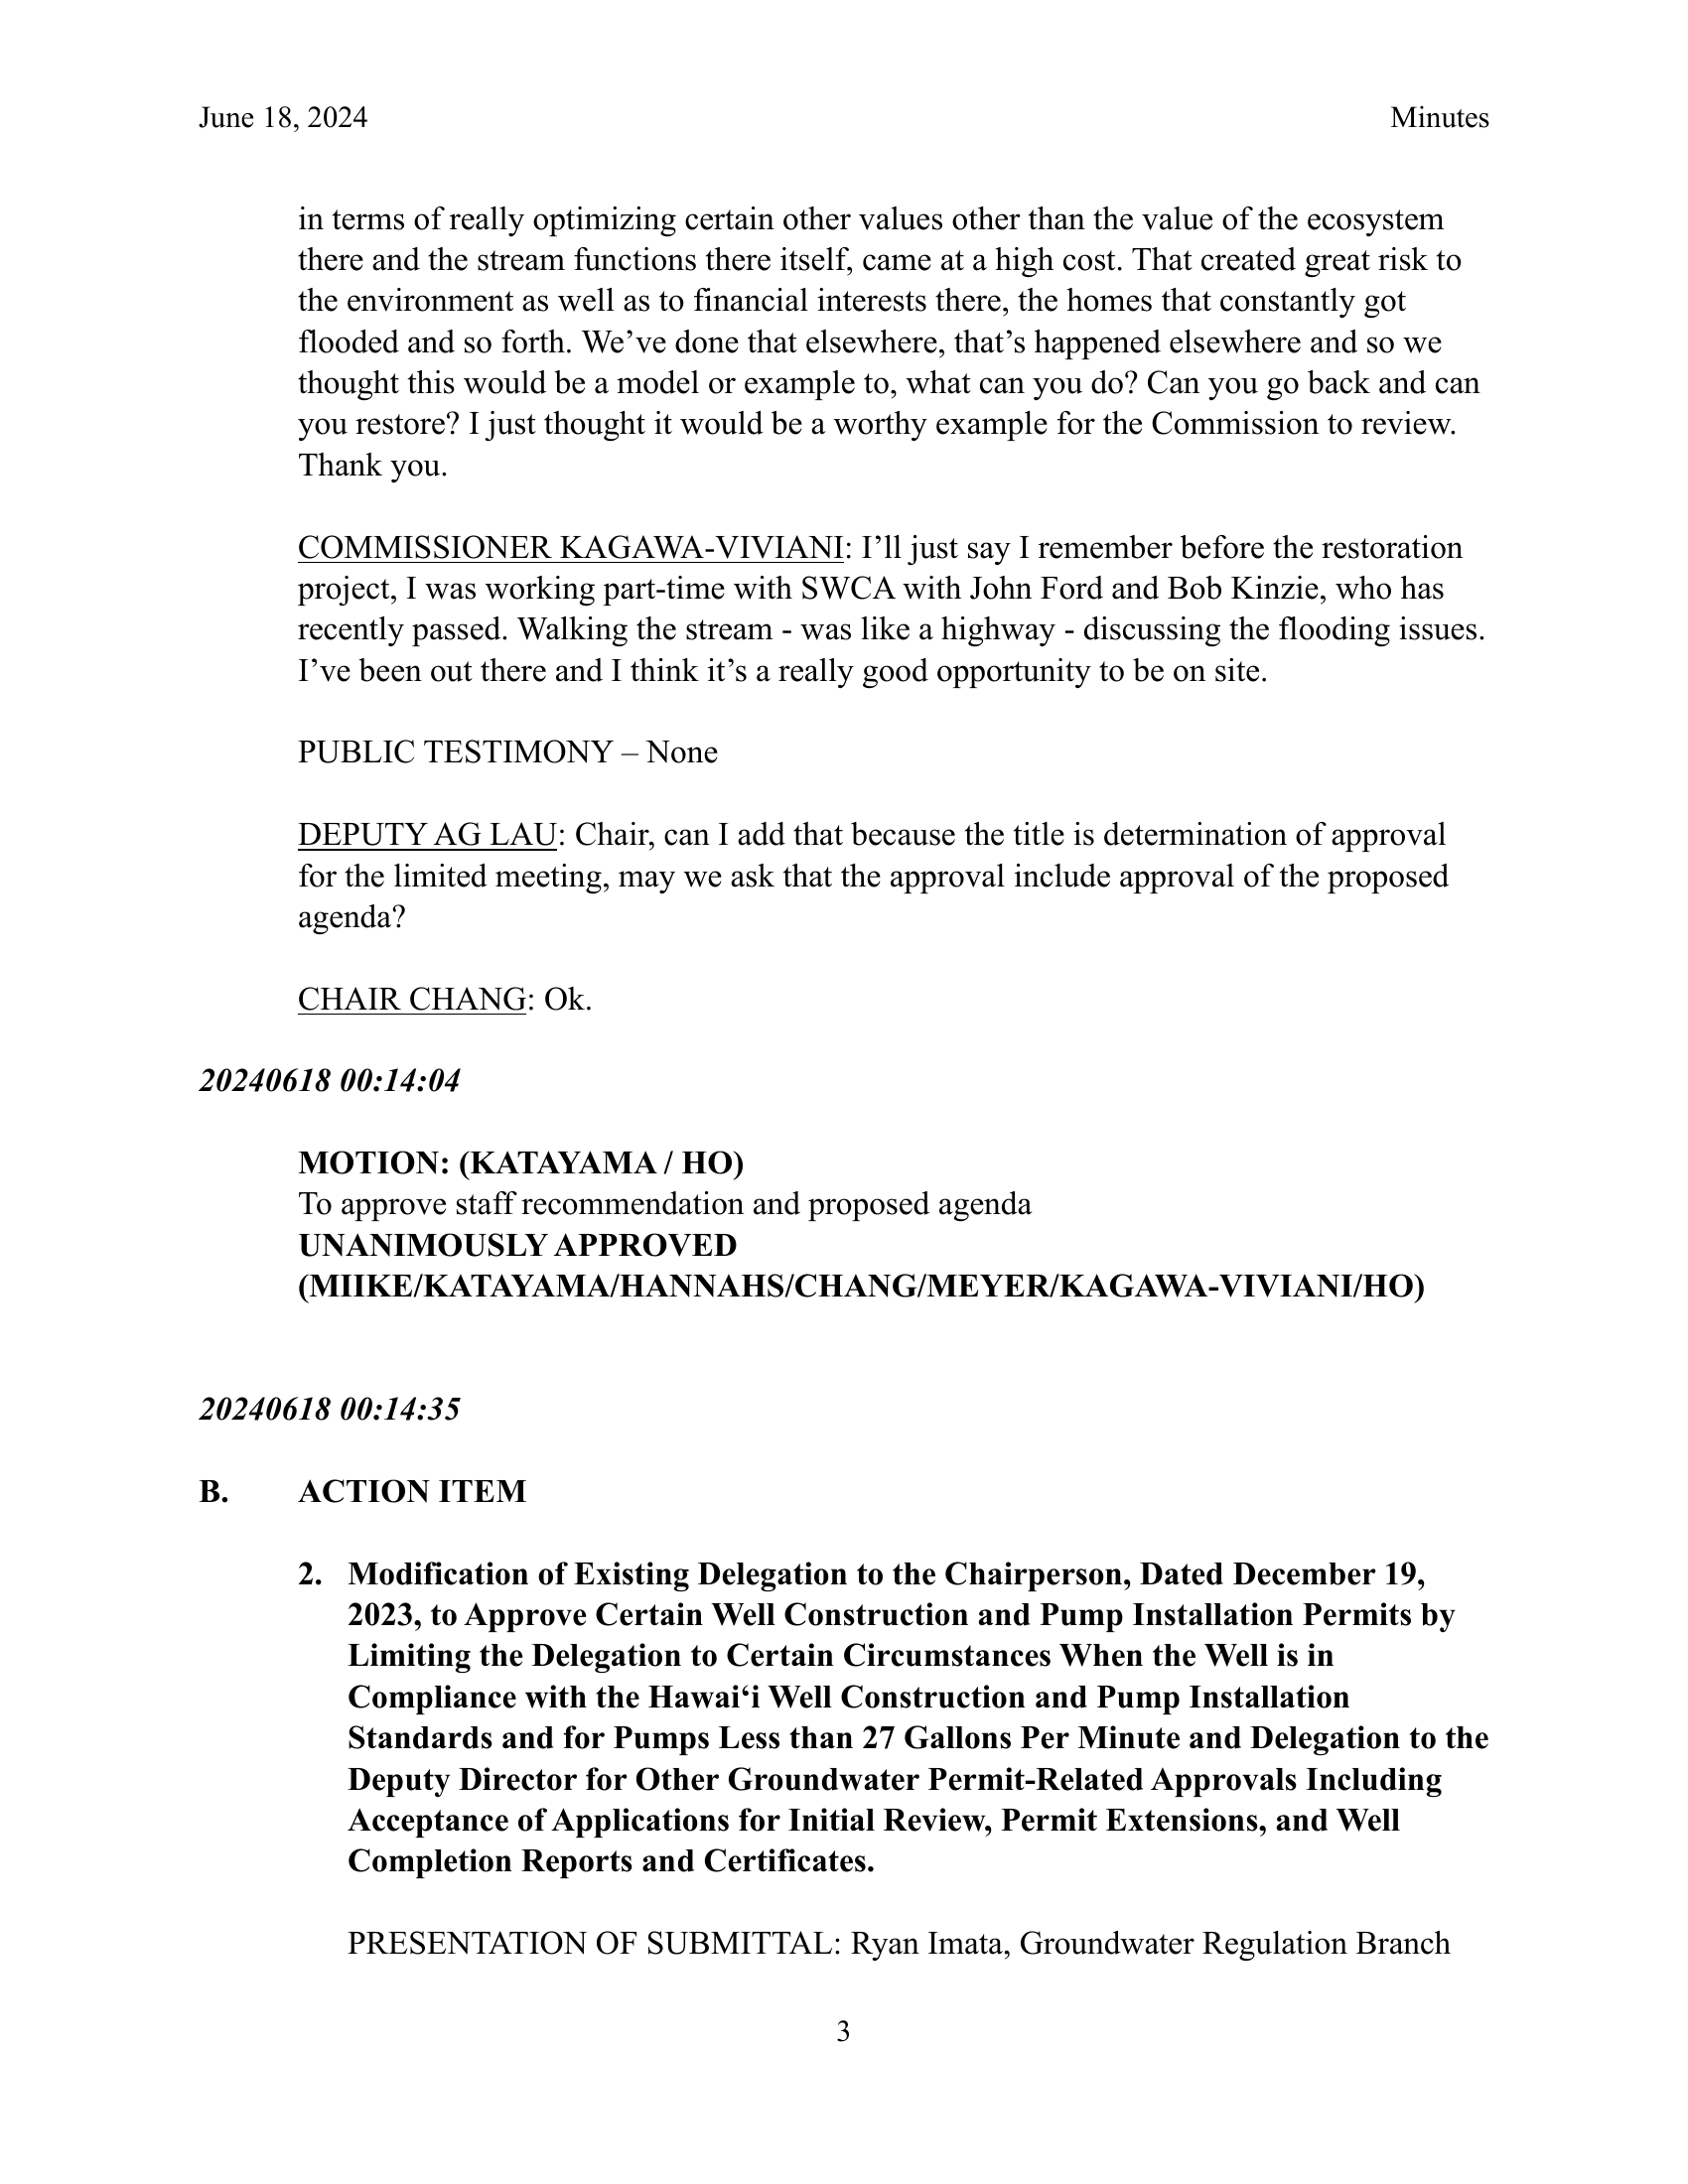 June 18, 2024 Minutes
in terms of really optimizing certain other values other than the value of the ecosystem
there and the stream functions there itself, came at a high cost. That created great risk to
the environment as well as to financial interests there, the homes that constantly got
flooded and so forth. We’ve done that elsewhere, that’s happened elsewhere and so we
thought this would be a model or example to, what can you do? Can you go back and can
you restore? I just thought it would be a worthy example for the Commission to review.
Thank you.
COMMISSIONER KAGAWA-VIVIANI: I’ll just say I remember before the restoration
project, I was working part-time with SWCA with John Ford and Bob Kinzie, who has
recently passed. Walking the stream - was like a highway - discussing the flooding issues.
I’ve been out there and I think it’s a really good opportunity to be on site.
PUBLIC TESTIMONY – None
DEPUTY AG LAU: Chair, can I add that because the title is determination of approval
for the limited meeting, may we ask that the approval include approval of the proposed
agenda?
CHAIR CHANG: Ok.
20240618 00:14:04
MOTION: (KATAYAMA / HO)
To approve staff recommendation and proposed agenda
UNANIMOUSLY APPROVED
(MIIKE/KATAYAMA/HANNAHS/CHANG/MEYER/KAGAWA-VIVIANI/HO)
20240618 00:14:35
B. ACTION ITEM
2. Modification of Existing Delegation to the Chairperson, Dated December 19,
2023, to Approve Certain Well Construction and Pump Installation Permits by
Limiting the Delegation to Certain Circumstances When the Well is in
Compliance with the Hawai‘i Well Construction and Pump Installation
Standards and for Pumps Less than 27 Gallons Per Minute and Delegation to the
Deputy Director for Other Groundwater Permit-Related Approvals Including
Acceptance of Applications for Initial Review, Permit Extensions, and Well
Completion Reports and Certificates.
PRESENTATION OF SUBMITTAL: Ryan Imata, Groundwater Regulation Branch
3